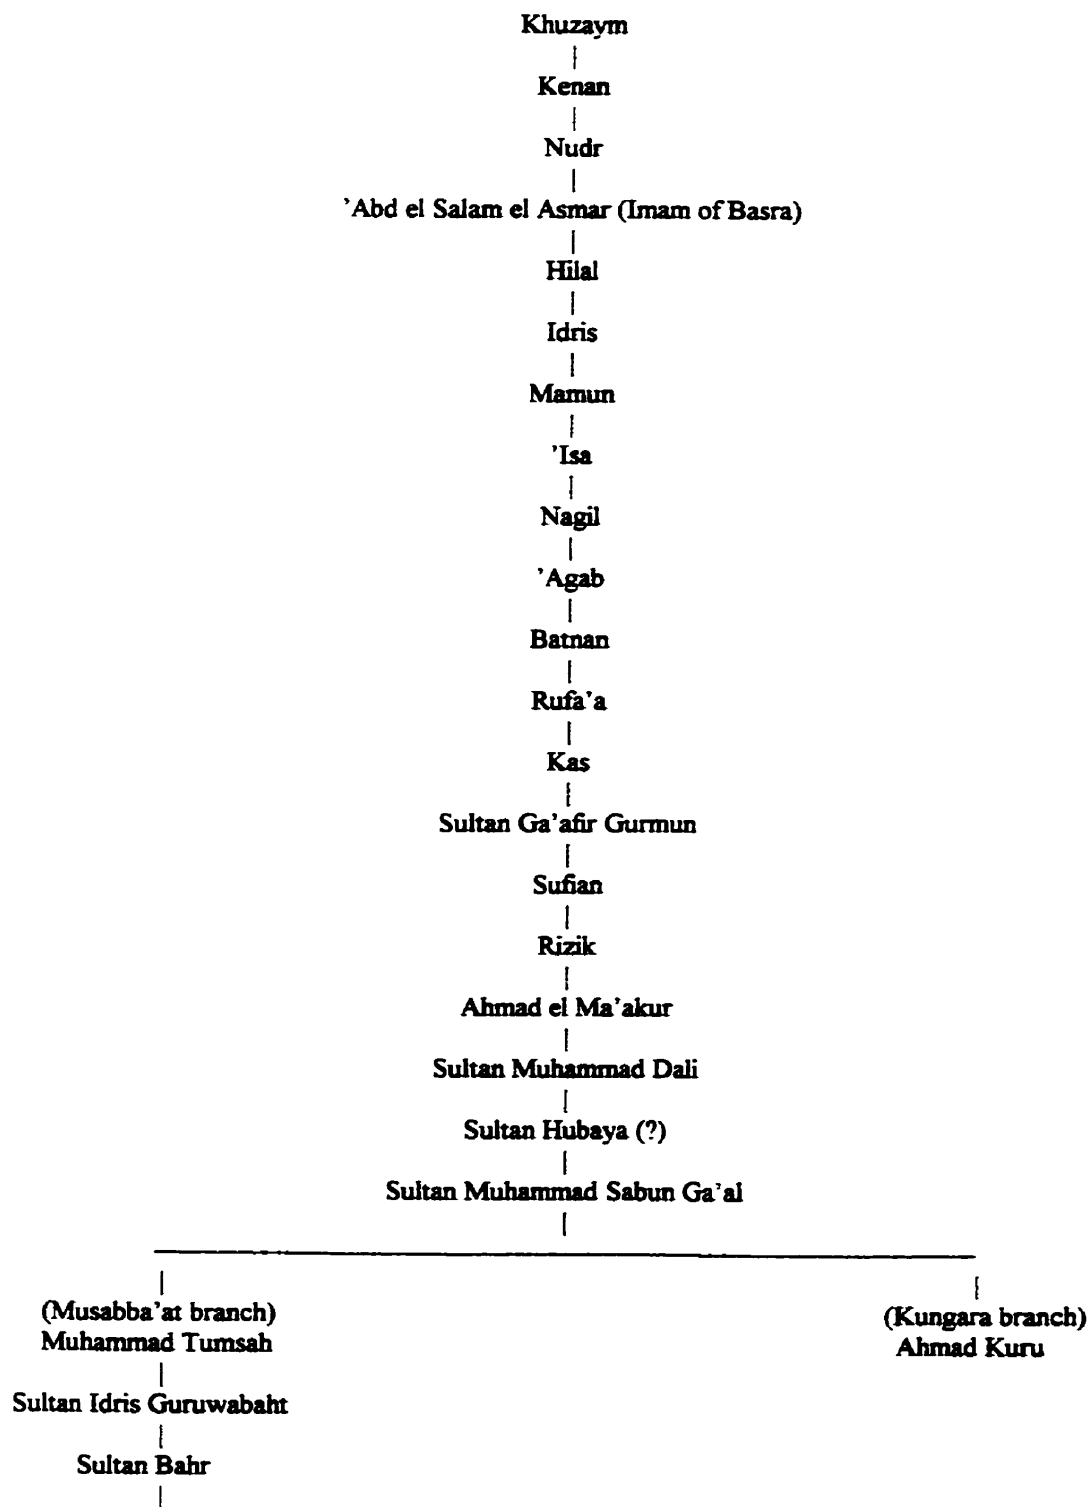 Khuzaym
Kenan
Nudr
’Abd el Salam el Asmar (Imam of Basra)
Hilal
Idris
Mamun
’Isa
Nagil
’Agab
Batnan
Rufa’a
Kas
Sultan Ga’afir Gurmun
Sufian
Rizik
Ahmad el Ma’akur
Sultan Muhammad Dali
Sultan Hubaya (?)
Sultan Muhammad Sabun Ga’al
(Musabba’at branch)
Muhammad Tumsah
Sultan Idris Guruwabaht
Sultan Bahr
(Kungara branch)
Ahmad Kuru